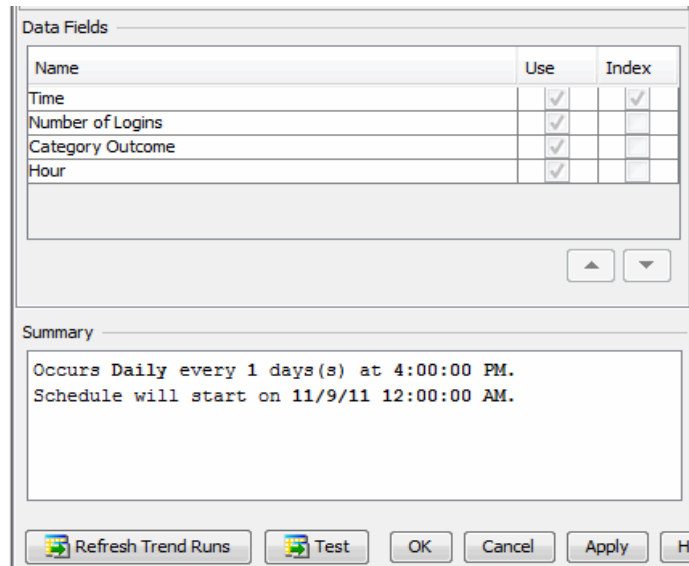 Data Fields
Name Use Index
Time
Number of Logins
Category Outcome
Hour
Summary
Occurs Daily every 1 days(s) at 4:00:00 PM.
Schedule will start on 11/9/11 12:00:00 AM.
Refresh Trend Runs Test OK Cancel Apply H